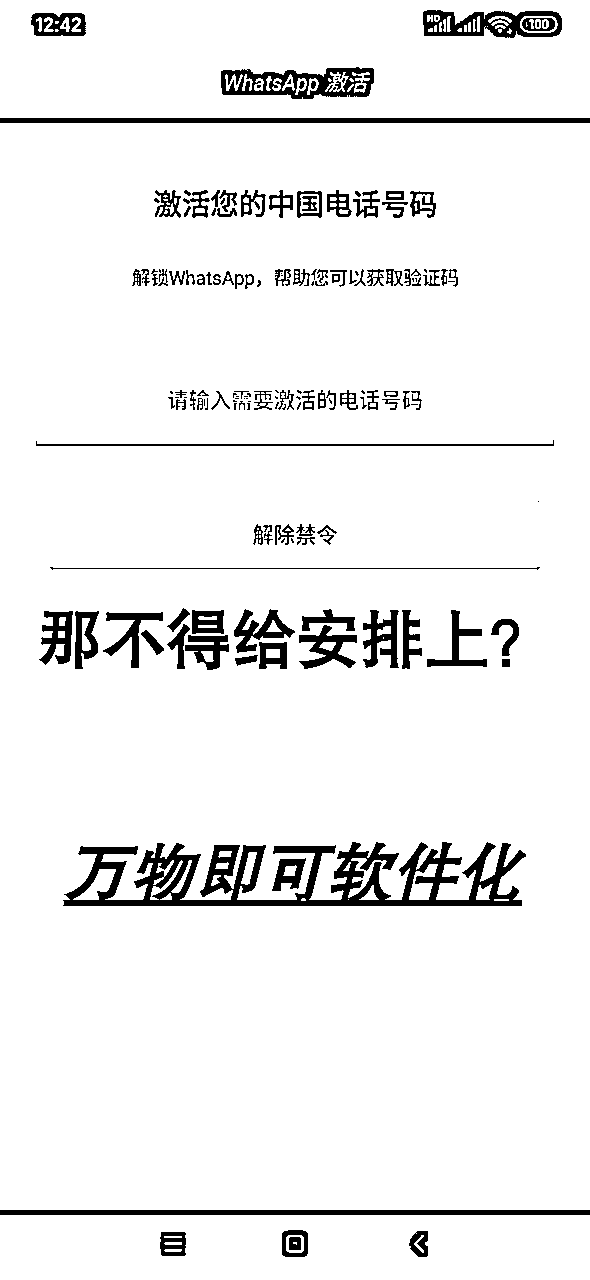 12:42
HD 100
WhatsApp 激活
激活您的中国电话号码
解锁WhatsApp，帮助您可以获取验证码
请输入需要激活的电话号码
解除禁令
那不得给安排上?
万物即可软件化